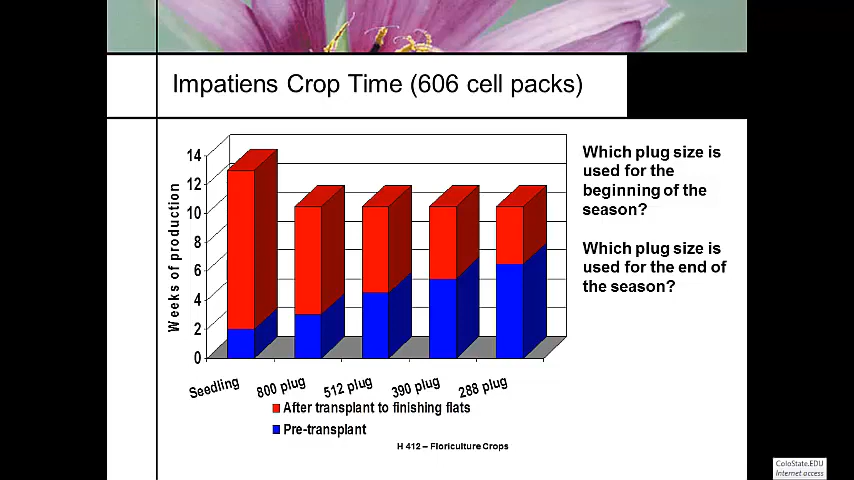 Impatiens Crop Time (606 cell packs)
Which plug size is
used for the
beginning of the
season?
Which plug size is
used for the end of
the season?
Weeks of production
14
12
10
8
6
4
2
0
Seedling
800 plug
512 plug
390 plug
288 plug
After transplant to finishing flats
Pre-transplant
H 412 – Floriculture Crops
ColoState.EDU
Internet access